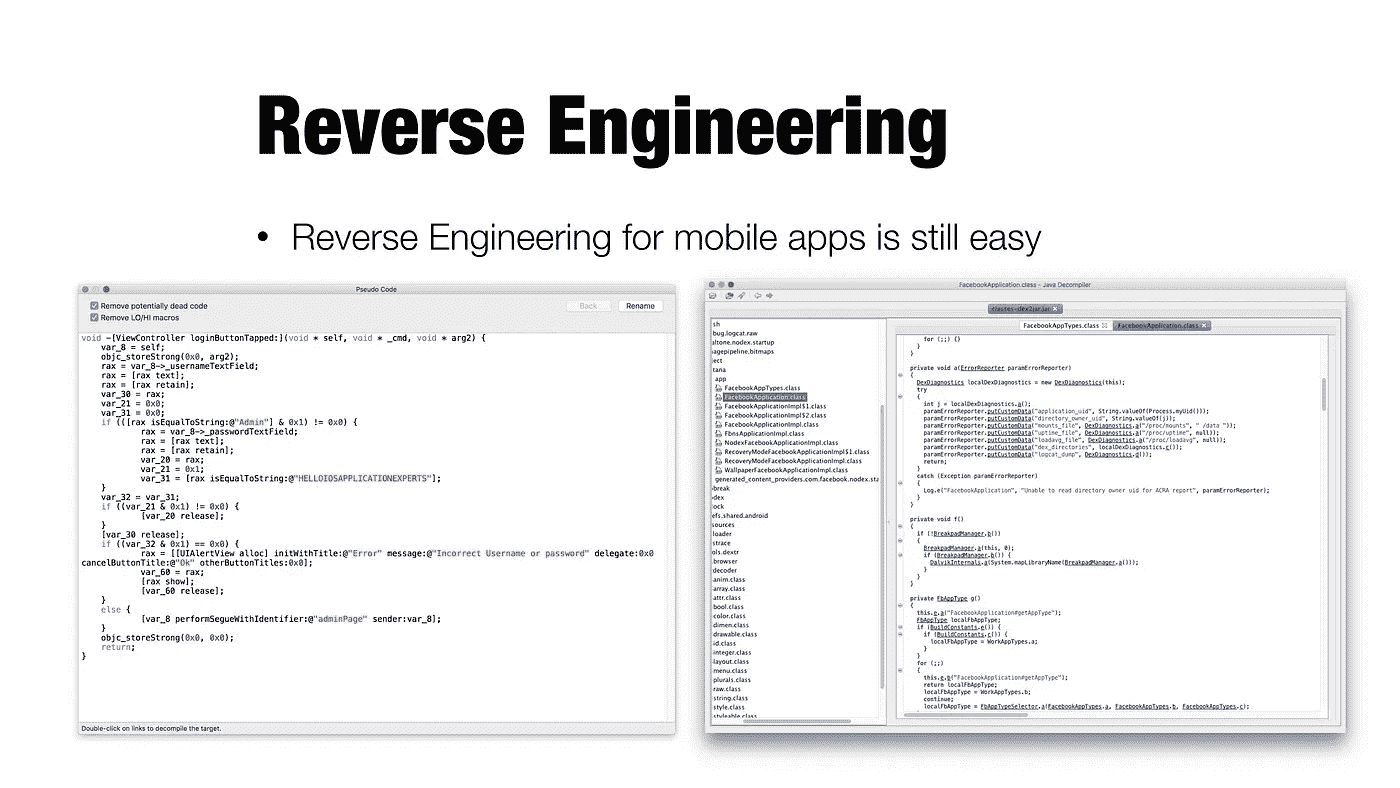 Reverse Engineering
• Reverse Engineering for mobile apps is still easy
Pseudo Code
Remove potentially dead code
Remove LO/HI macros
Back
Rename
void -[ViewController loginButtonTapped:](void * self, void * _cmd, void * arg2) {
var_8 = self;
objc_storeStrong(0x0, arg2);
rax = var_8->_usernameTextField;
rax = [rax text];
rax = [rax retain];
var_30 = rax;
var_21 = 0x0;
var_31 = 0x0;
if (([rax isEqualToString:@"Admin"] & 0x1) != 0x0) {
rax = var_8->_passwordTextField;
rax = [rax text];
rax = [rax retain];
var_20 = rax;
var_21 = 0x1;
var_31 = [rax isEqualToString:@"HELLOIOSAPPLICATIONEXPERTS"];
}
var_32 = var_31;
if ((var_21 & 0x1) != 0x0) {
[var_20 release];
}
[var_30 release];
if ((var_32 & 0x1) == 0x0) {
rax = [[UIAlertView alloc] initWithTitle:@"Error" message:@"Incorrect Username or password" delegate:0x0
cancelButtonTitle:@"Ok" otherButtonTitles:0x0];
var_60 = rax;
[rax show];
[var_60 release];
}
else {
[var_8 performSegueWithIdentifier:@"adminPage" sender:var_8];
}
objc_storeStrong(0x0, 0x0);
return;
}
Double-click on links to decompile the target.
FacebookApplication.class - Java Decompiler
classes-dex2jar.jar
sh
bug.logcat.raw
altone.nodex.startup
agepipeline.bitmaps
ject
tana
app
FacebookAppTypes.class
FacebookApplication.class
FacebookApplicationImpl$1.class
FacebookApplicationImpl$2.class
FacebookApplicationImpl.class
FbnsApplicationImpl.class
NodexFacebookApplicationImpl.class
RecoveryModeFacebookApplicationImpl$1.class
RecoveryModeFacebookApplicationImpl.class
WallpaperFacebookApplicationImpl.class
generated_content_providers.com.facebook.nodex.sta
break
dex
lock
efs.shared.android
sources
loader
strace
ols.dextr
browser
decoder
anim.class
array.class
attr.class
bool.class
color.class
dimen.class
drawable.class
id.class
integer.class
layout.class
menu.class
plurals.class
raw.class
string.class
style.class
styleable.class
FacebookAppTypes.class
FacebookApplication.class
for (;;) {}
}
}
private void a(ErrorReporter paramErrorReporter)
{
DexDiagnostics localDexDiagnostics = new DexDiagnostics(this);
try
{
int j = localDexDiagnostics.a();
paramErrorReporter.putCustomData("application_uid", String.valueOf(Process.myUid()));
paramErrorReporter.putCustomData("directory_owner_uid", String.valueOf(j));
paramErrorReporter.putCustomData("mounts_file", DexDiagnostics.a("/proc/mounts", " /data "));
paramErrorReporter.putCustomData("uptime_file", DexDiagnostics.a("/proc/uptime", null));
paramErrorReporter.putCustomData("loadavg_file", DexDiagnostics.a("/proc/loadavg", null));
paramErrorReporter.putCustomData("dex_directories", localDexDiagnostics.c());
paramErrorReporter.putCustomData("logcat_dump", DexDiagnostics.d());
return;
}
catch (Exception paramErrorReporter)
{
Log.e("FacebookApplication", "Unable to read directory owner uid for ACRA report", paramErrorReporter);
}
}
private void f()
{
if (!BreakpadManager.b())
{
BreakpadManager.a(this, 0);
if (BreakpadManager.b()) {
DalvikInternals.a(System.mapLibraryName(BreakpadManager.a()));
}
}
}
private FbAppType g()
{
this.e.a("FacebookApplication#getAppType");
FbAppType localFbAppType;
if (BuildConstants.e()) {
if (BuildConstants.c()) {
localFbAppType = WorkAppTypes.a;
}
}
for (;;)
{
this.e.b("FacebookApplication#getAppType");
return localFbAppType;
localFbAppType = WorkAppTypes.b;
continue;
localFbAppType = FbAppTypeSelector.a(FacebookAppTypes.a, FacebookAppTypes.b, FacebookAppTypes.c);